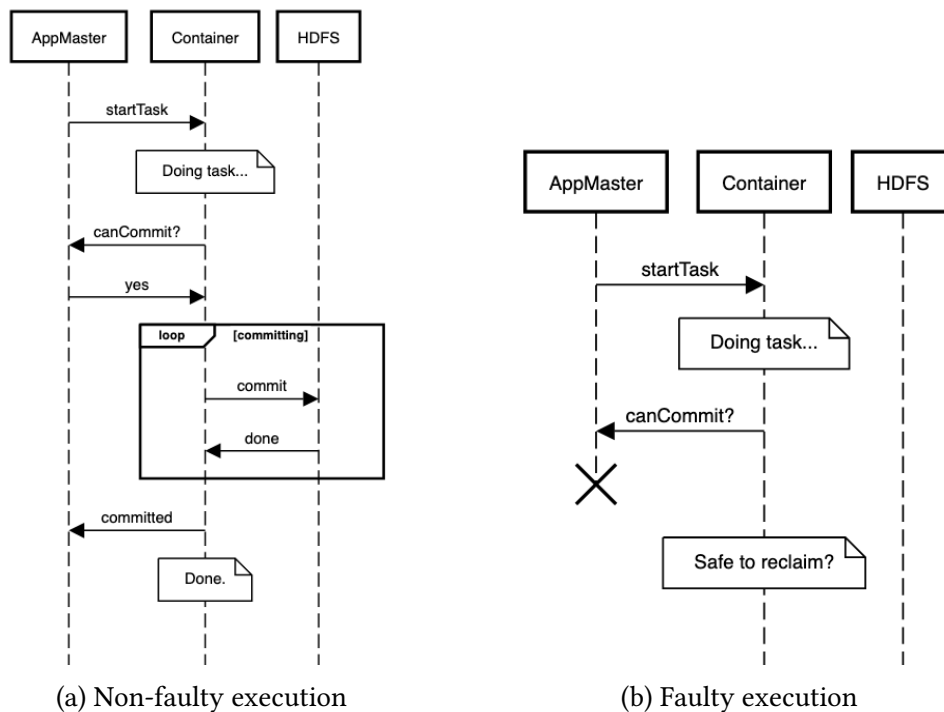 AppMaster
Container
HDFS
startTask
Doing task...
canCommit?
yes
loop
[committing]
commit
done
committed
Done.
(a) Non-faulty execution
AppMaster
Container
HDFS
startTask
Doing task...
canCommit?
Safe to reclaim?
(b) Faulty execution